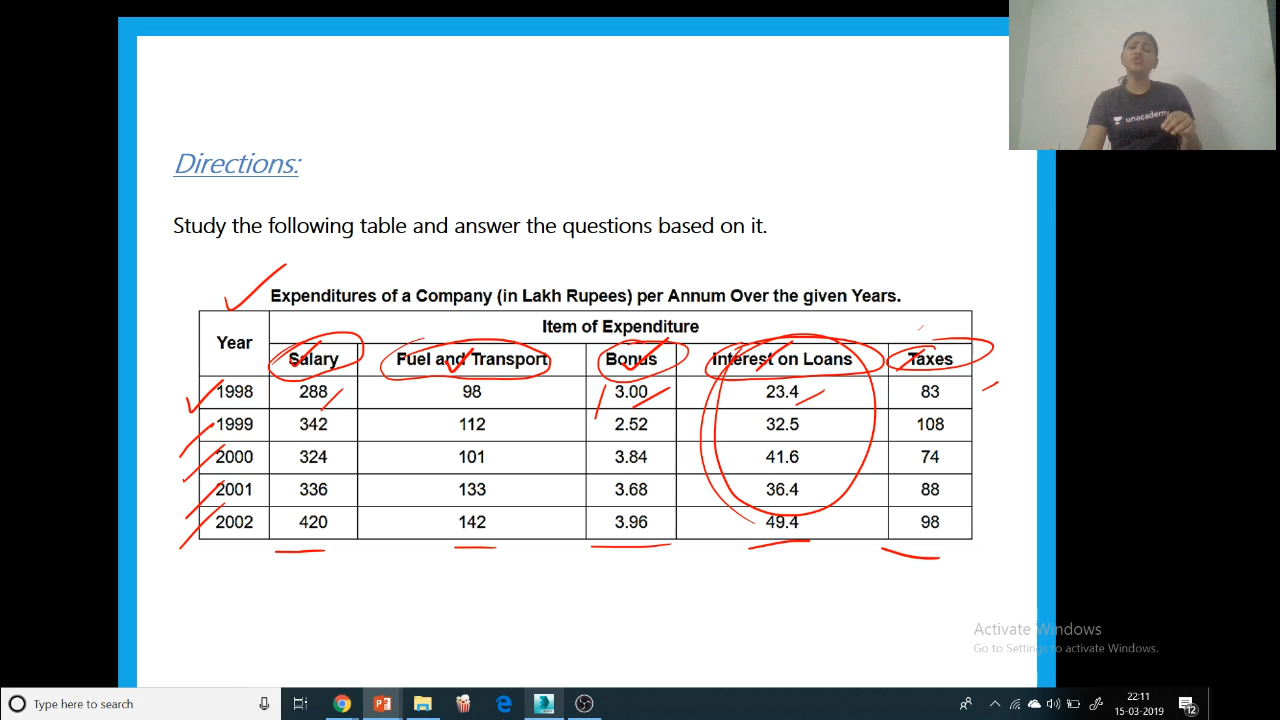 unacademy
Directions:
Study the following table and answer the questions based on it.
Expenditures of a Company (in Lakh Rupees) per Annum Over the given Years.
Year Item of Expenditure
Salary Fuel and Transport Bonus Interest on Loans Taxes
1998 288 98 3.00 23.4 83
1999 342 112 2.52 32.5 108
2000 324 101 3.84 41.6 74
2001 336 133 3.68 36.4 88
2002 420 142 3.96 49.4 98
Activate Windows
Go to Settings to activate Windows.
Type here to search
22:11
15-03-2019
12